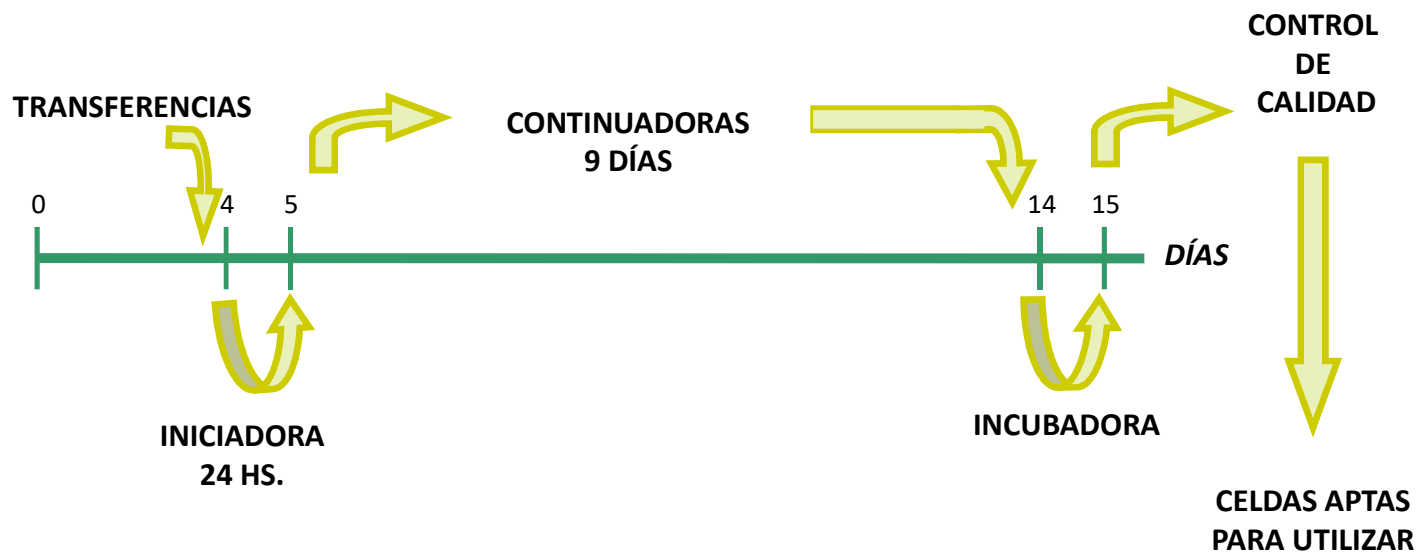 TRANSFERENCIAS
CONTINUADORAS
9 DÍAS
CONTROL
DE
CALIDAD
0
4
5
14
15
DÍAS
INICIADORA
24 HS.
INCUBADORA
CELDAS APTAS
PARA UTILIZAR